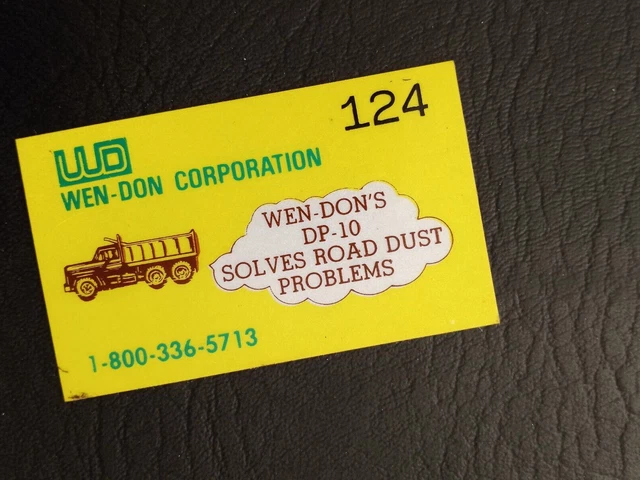 124
WD
WEN-DON CORPORATION
WEN-DON'S
DP-10
SOLVES ROAD DUST
PROBLEMS
1-800-336-5713